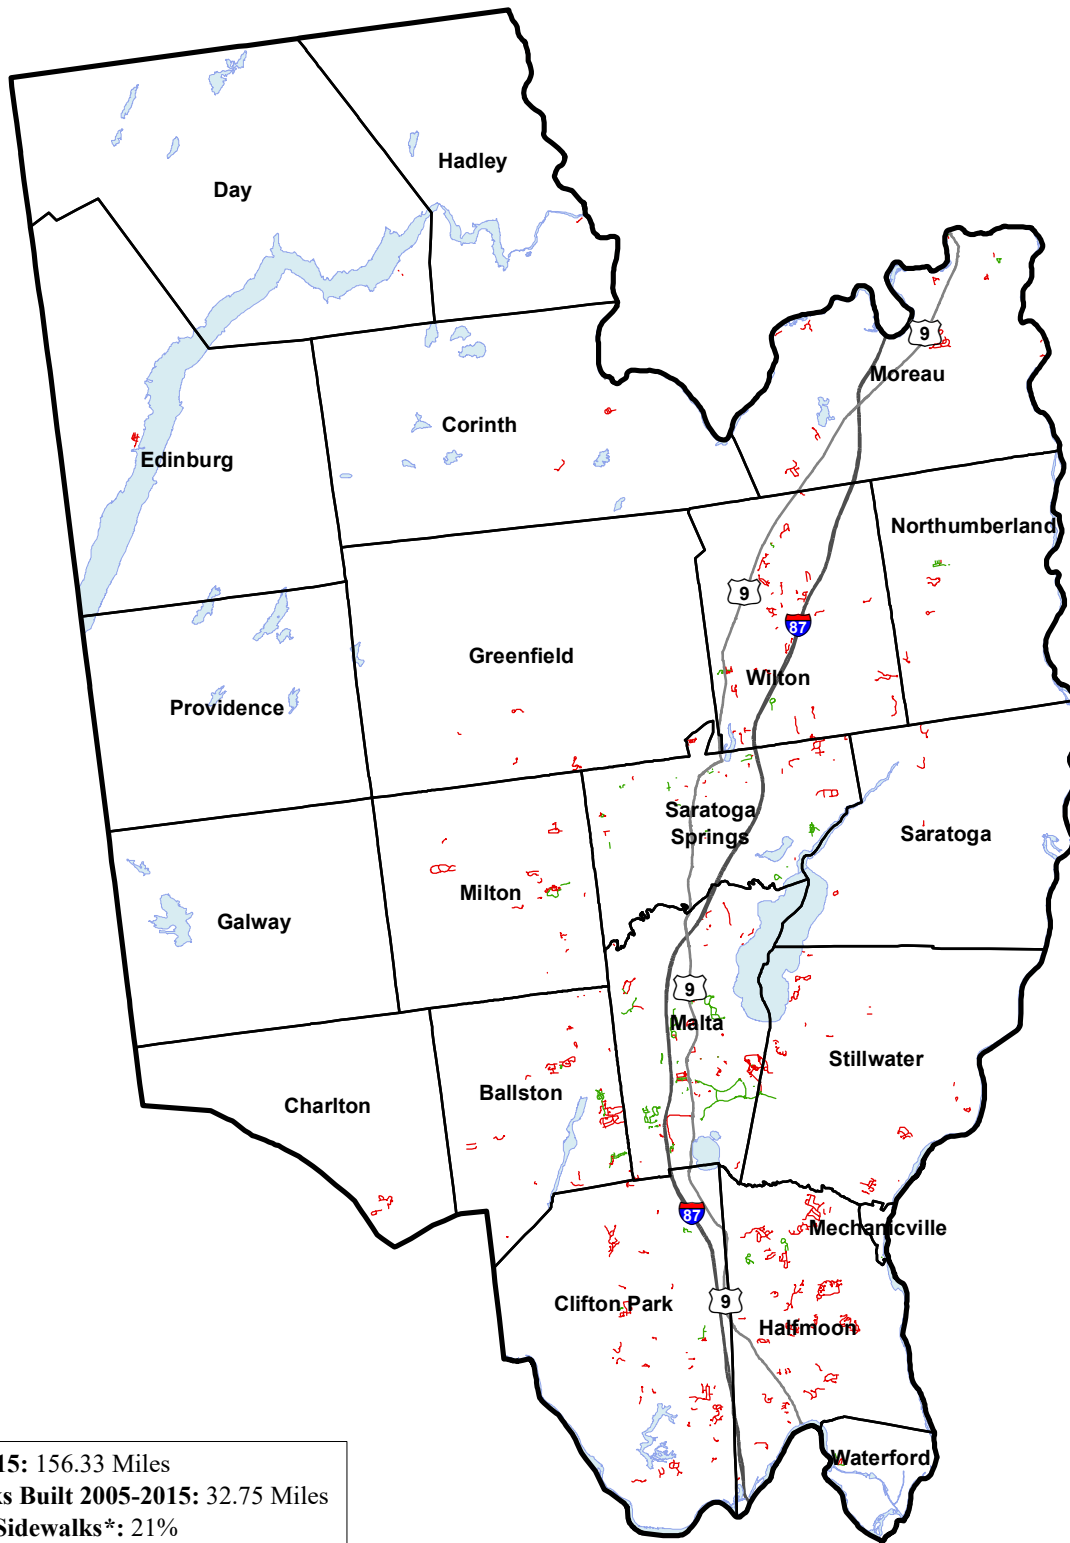 Hadley
Day
9
Moreau
Corinth
Edinburg
Northumberland
9
87
Greenfield
Wilton
Providence
Saratoga
Springs
Saratoga
Milton
Galway
9
Malta
Stillwater
Ballston
Charlton
87
Mechanicville
9
Clifton Park
Halfmoon
Waterford
15: 156.33 Miles
s Built 2005-2015: 32.75 Miles
Sidewalks*: 21%